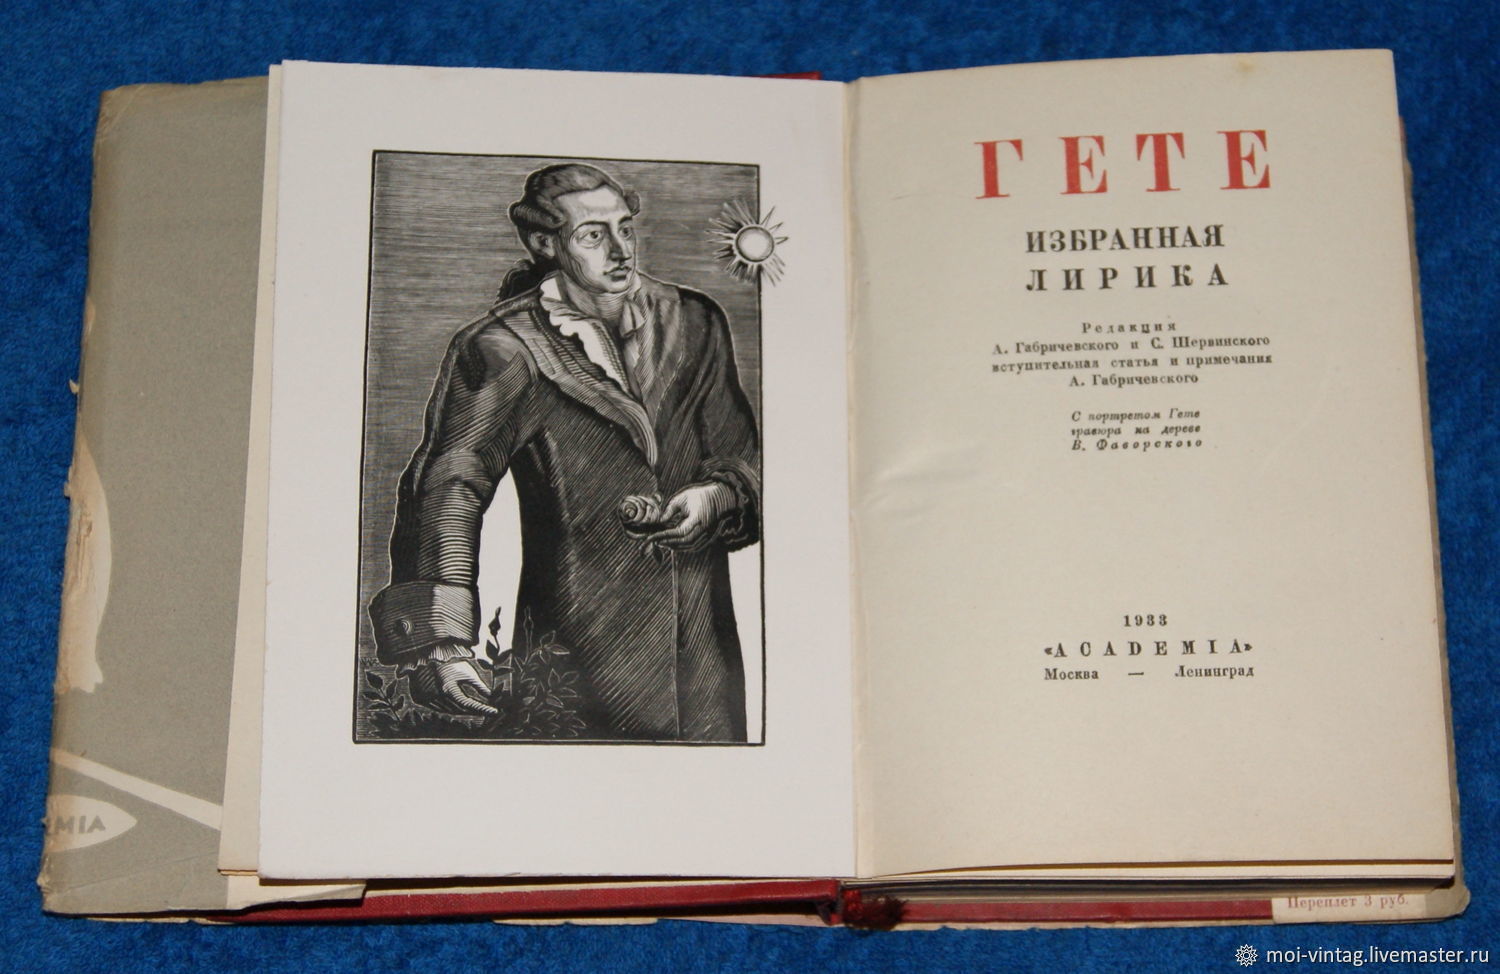 ГЕТЕ
ИЗБРАННАЯ
ЛИРИКА
Редакция
А. Габричевского и С. Шервинского
вступительная статья и примечания
А. Габричевского
С портретом Гете
гравюра на дереве
В. Фаворского
1933
«ACADEMIA»
Москва — Ленинград
MIA
Переплет 3 руб.
moi-vintag.livemaster.ru